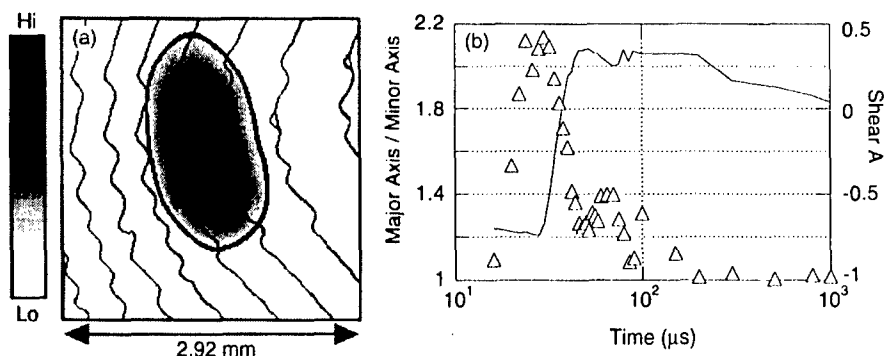 Hi
(a)
Lo
2.92 mm
(b)
Major Axis / Minor Axis
2.2
1.8
1.4
1
0.5
0
-0.5
-1
Shear A
10¹
10²
10³
Time (μs)